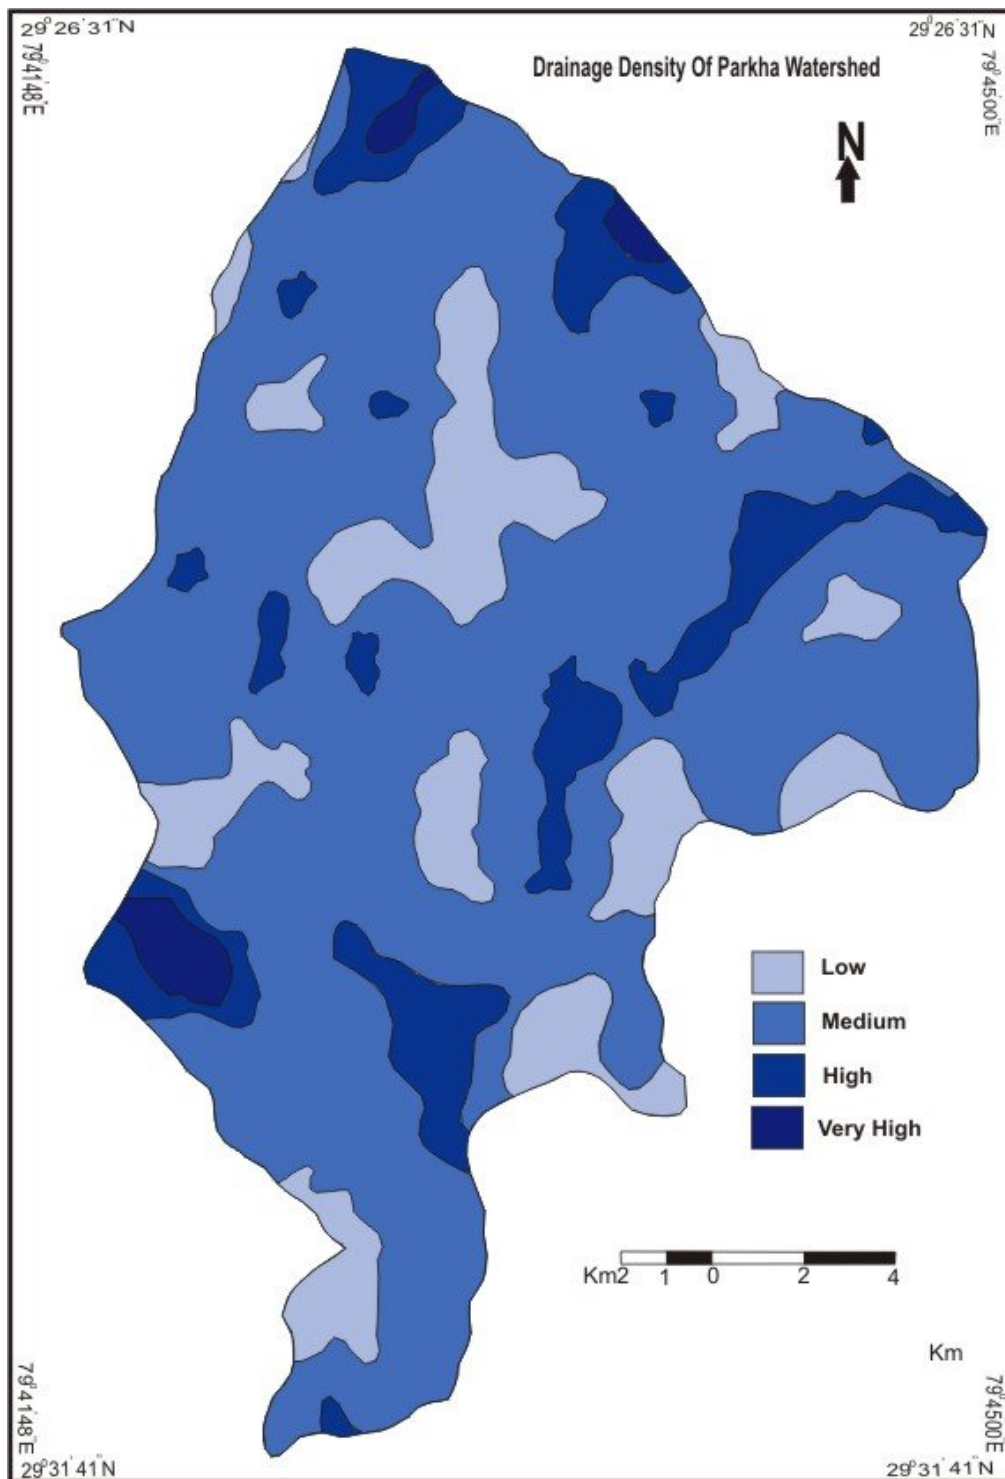 29°26'31"N
29°26'31"N
79°41'48"E
79°45'00"E
Drainage Density Of Parkha Watershed
N
Low
Medium
High
Very High
Km2 1 0 2 4
Km
79°41'48"E
79°4500"E
29°31'41"N
29°31'41"N